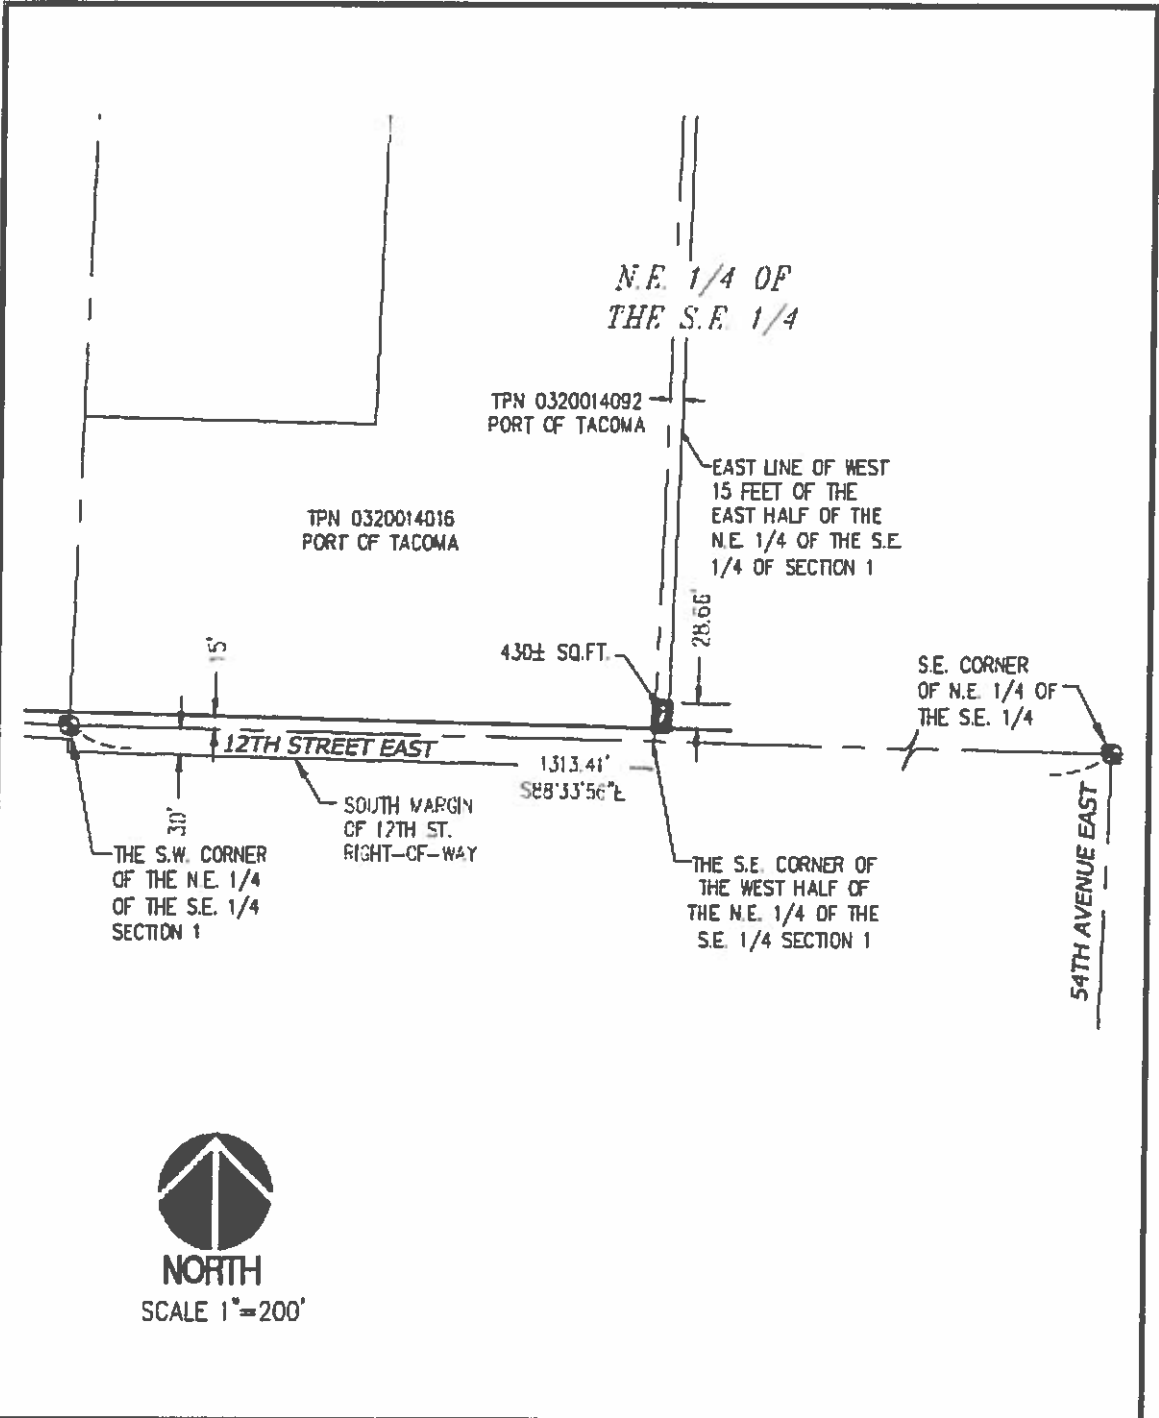 N.E. 1/4 OF
THE S.E. 1/4
TPN 0320014092
PORT OF TACOMA
EAST LINE OF WEST
15 FEET OF THE
EAST HALF OF THE
N.E. 1/4 OF THE S.E.
1/4 OF SECTION 1
TPN 0320014016
PORT OF TACOMA
15'
28.66'
430± SQ.FT.
S.E. CORNER
OF N.E. 1/4 OF
THE S.E. 1/4
12TH STREET EAST
1313.41'
S88°33'56"E
30'
SOUTH MARGIN
OF 12TH ST.
RIGHT-OF-WAY
THE S.W. CORNER
OF THE N.E. 1/4
OF THE S.E. 1/4
SECTION 1
THE S.E. CORNER OF
THE WEST HALF OF
THE N.E. 1/4 OF THE
S.E. 1/4 SECTION 1
54TH AVENUE EAST
NORTH
SCALE 1"=200'